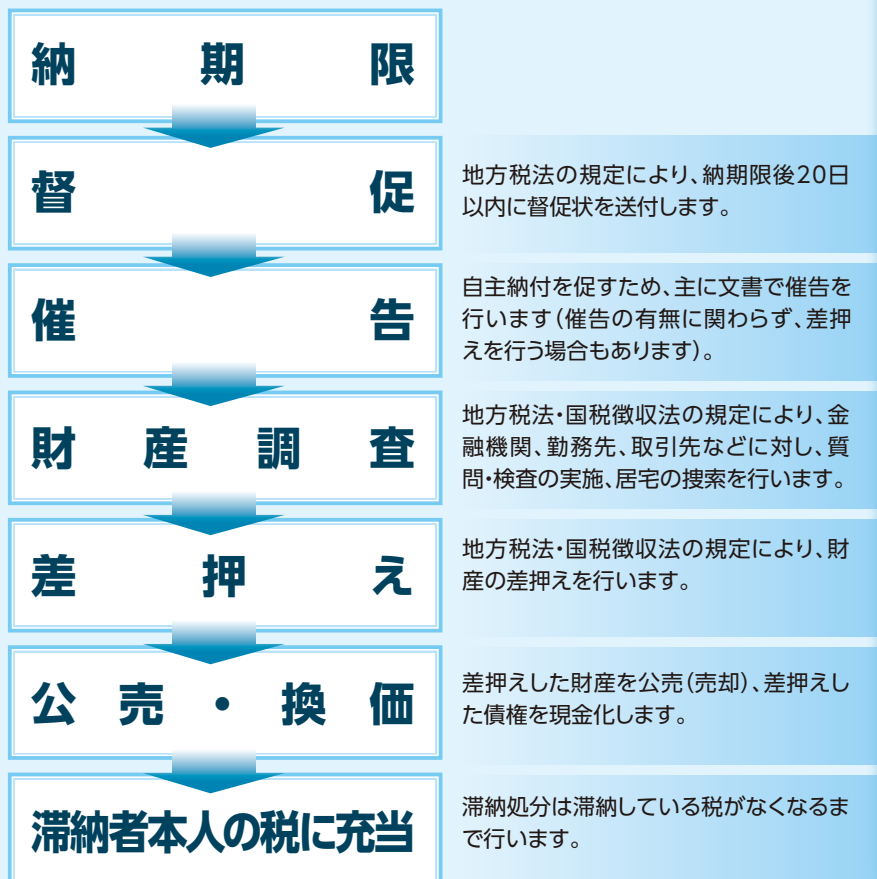 納期限
督促
地方税法の規定により、納期限後20日
以内に督促状を送付します。
催告
自主納付を促すため、主に文書で催告を
行います(催告の有無に関わらず、差押
えを行う場合もあります)。
財産調査
地方税法・国税徴収法の規定により、金
融機関、勤務先、取引先などに対し、質
問・検査の実施、居宅の捜索を行います。
差押え
地方税法・国税徴収法の規定により、財
産の差押えを行います。
公売・換価
差押えした財産を公売(売却)、差押えし
た債権を現金化します。
滞納者本人の税に充当
滞納処分は滞納している税がなくなるま
で行います。